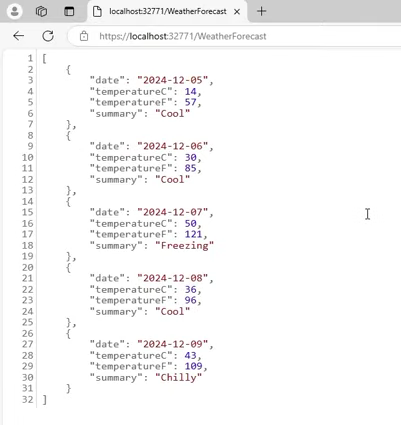 localhost:32771/WeatherForecast
https://localhost:32771/WeatherForecast
1 [
2 {
3 "date": "2024-12-05",
4 "temperatureC": 14,
5 "temperatureF": 57,
6 "summary": "Cool"
7 },
8 {
9 "date": "2024-12-06",
10 "temperatureC": 30,
11 "temperatureF": 85,
12 "summary": "Cool"
13 },
14 {
15 "date": "2024-12-07",
16 "temperatureC": 50,
17 "temperatureF": 121,
18 "summary": "Freezing"
19 },
20 {
21 "date": "2024-12-08",
22 "temperatureC": 36,
23 "temperatureF": 96,
24 "summary": "Cool"
25 },
26 {
27 "date": "2024-12-09",
28 "temperatureC": 43,
29 "temperatureF": 109,
30 "summary": "Chilly"
31 }
32 ]